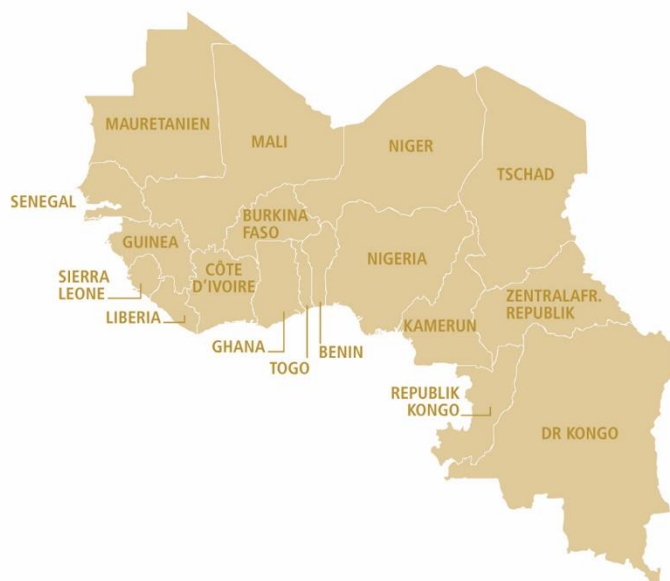 MAURETANIEN
MALI
NIGER
TSCHAD
SENEGAL
BURKINA
FASO
GUINEA
CÔTE
D'IVOIRE
NIGERIA
SIERRA
LEONE
LIBERIA
ZENTRALAFR.
REPUBLIK
KAMERUN
GHANA
TOGO
BENIN
REPUBLIK
KONGO
DR KONGO